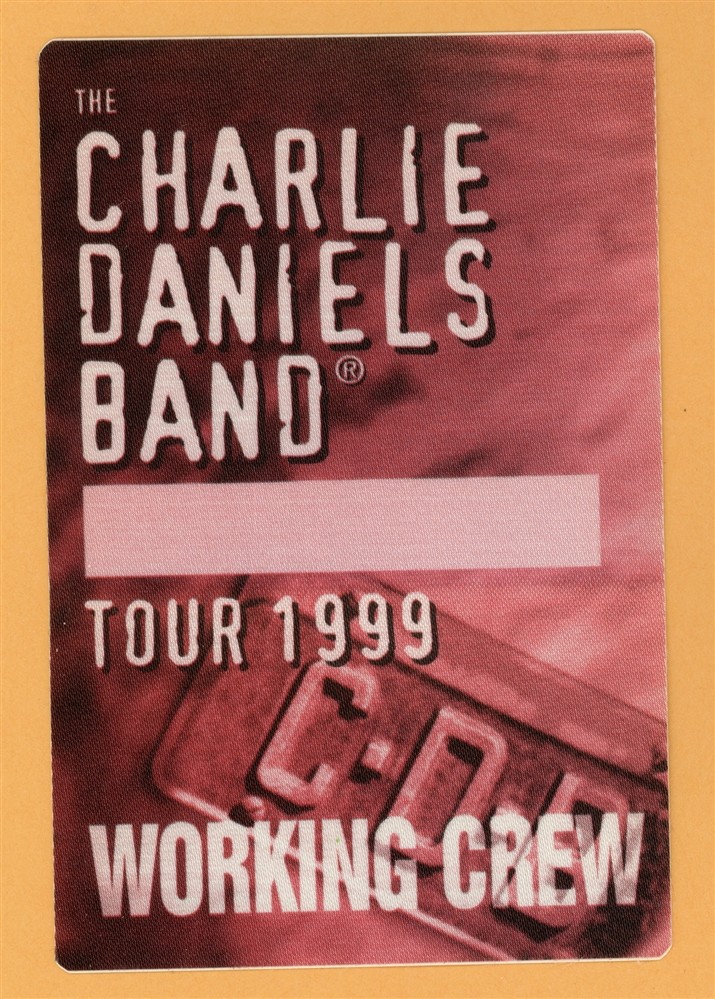 THE
CHARLIE
DANIELS
BAND®
TOUR 1999
C·D·B
WORKING CREW